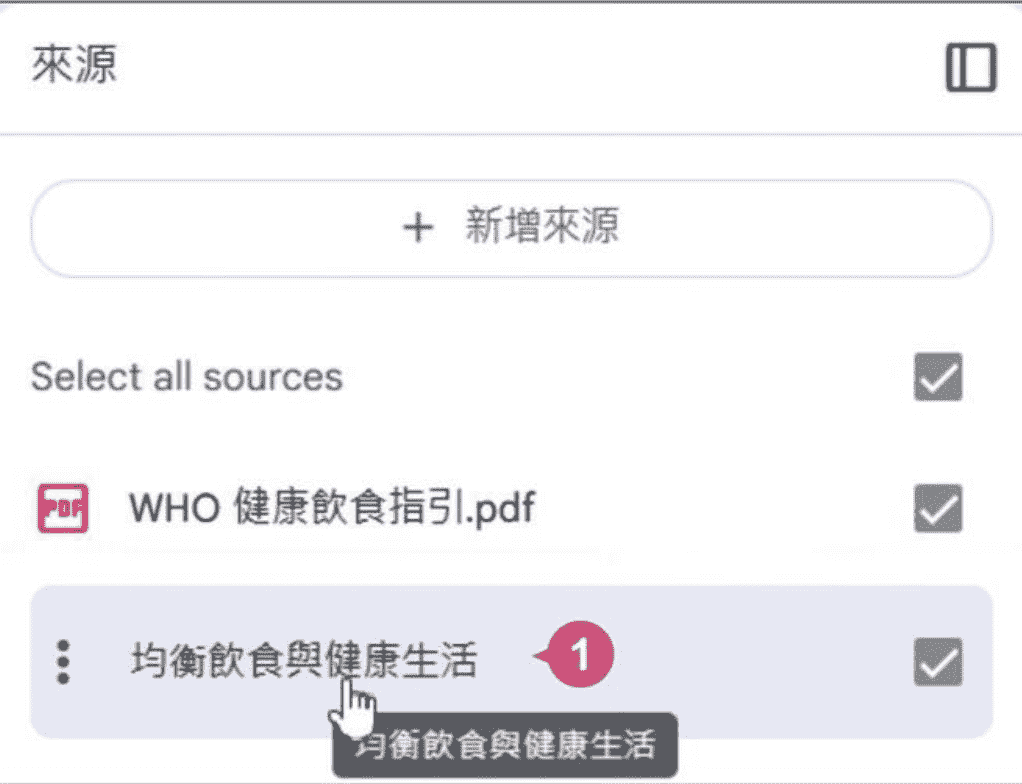 來源
+ 新增來源
Select all sources
PDF WHO 健康飲食指引.pdf
均衡飲食與健康生活 1
均衡飲食與健康生活